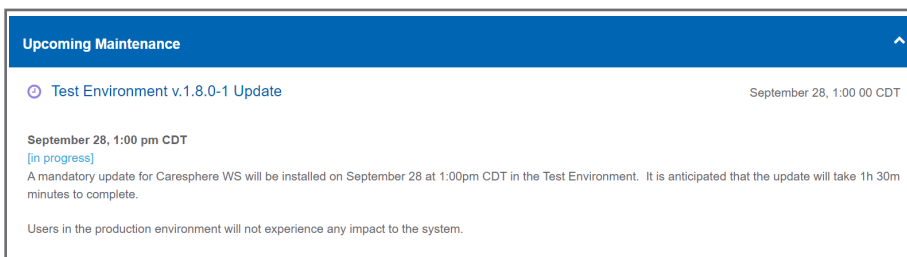 Upcoming Maintenance
Test Environment v.1.8.0-1 Update
September 28, 1:00 00 CDT
September 28, 1:00 pm CDT
[in progress]
A mandatory update for Caresphere WS will be installed on September 28 at 1:00pm CDT in the Test Environment.  It is anticipated that the update will take 1h 30m
minutes to complete.
Users in the production environment will not experience any impact to the system.